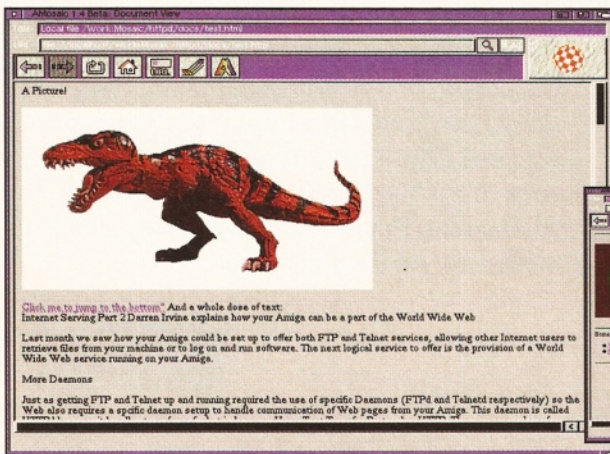 AMosaic 1.4 Beta: Document View
Local file /Work/Mosaic/httpd/docs/test.html
A Picture!
Click me to jump to the bottom" And a whole dose of text:
Internet Serving Part 2 Darren Irvine explains how your Amiga can be a part of the World Wide Web
Last month we saw how your Amiga could be set up to offer both FTP and Telnet services, allowing other Internet users to
retrieve files from your machine or to log on and run software. The next logical service to offer is the provision of a World
Wide Web service running on your Amiga.
More Daemons
Just as getting FTP and Telnet up and running required the use of specific Daemons (FTPd and Telnetd respectively) so the
Web also requires a spcific daemon setup to handle communication of Web pages from your Amiga. This daemon is called